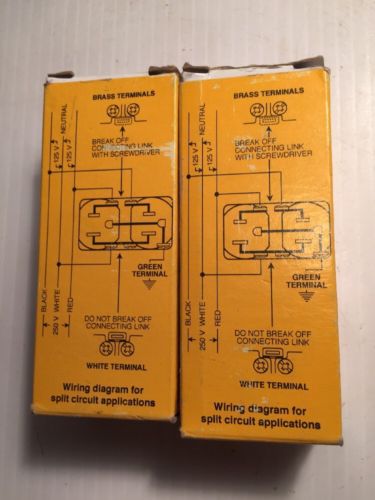 BRASS TERMINALS
NEUTRAL
125 V
125 V
BREAK OFF
CONNECTING LINK
WITH SCREWDRIVER
GREEN
TERMINAL
BLACK
250 V
WHITE
RED
DO NOT BREAK OFF
CONNECTING LINK
WHITE TERMINAL
Wiring diagram for
split circuit applications
BRASS TERMINALS
NEUTRAL
125 V
125 V
BREAK OFF
CONNECTING LINK
WITH SCREWDRIVER
GREEN
TERMINAL
BLACK
250 V
WHITE
RED
DO NOT BREAK OFF
CONNECTING LINK
WHITE TERMINAL
Wiring diagram for
split circuit applications